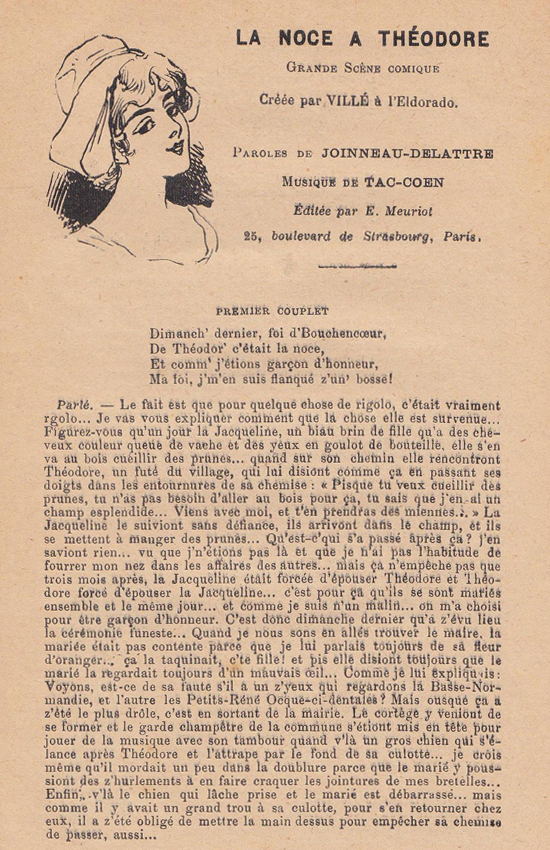 LA NOCE A THÉODORE
GRANDE SCÈNE COMIQUE
Créée par VILLÉ à l'Eldorado.
PAROLES DE JOINNEAU-DELATTRE
MUSIQUE DE TAC-COEN
Éditée par E. Meuriot
25, boulevard de Strasbourg, Paris.
PREMIER COUPLET
Dimanch' dernier, foi d'Bouchencœur,
De Théodor' c'était la noce,
Et comm' j'étions garçon d'honneur,
Ma foi, j'm'en suis flanqué z'un' bosse!
Parlé. — Le fait est que pour quelque chose de rigolo, c'était vraiment
rgolo... Je vas vous expliquer comment que la chose elle est survenue...
Figurez-vous qu'un jour la Jacqueline, un biau brin de fille qu'a des che-
veux couleur queue de vache et des yeux en goulot de bouteille, elle s'en
va au bois cueillir des prunes... quand sur son chemin elle rencontront
Théodore, un futé du village, qui lui disiont comme ça en passant ses
doigts dans les entournures de sa chemise : « Pisque tu veux cueillir des
prunes, tu n'as pas besoin d'aller au bois pour ça, tu sais que j'en ai un
champ esplendide... Viens avec moi, et t'en prendras des miennes... » La
Jacqueline le suiviont sans défiance, ils arrivont dans le champ, et ils
se mettent à manger des prunes... Qu'est-c'qui s'a passé après ça? j'en
saviont rien... vu que j'n'étions pas là et que je n'ai pas l'habitude de
fourrer mon nez dans les affaires des autres... mais ça n'empêche pas que
trois mois après, la Jacqueline était forcée d'épouser Théodore et Théo-
dore forcé d'épouser la Jacqueline... c'est pour ça qu'ils se sont mariés
ensemble et le même jour... et comme je suis n'un malin... on m'a choisi
pour être garçon d'honneur. C'est donc dimanche dernier qu'a z'évu lieu
la cérémonie funeste... Quand je nous sons en allés trouver le maire, la
mariée était pas contente parce que je lui parlais toujours de sa fleur
d'oranger... ça la taquinait, c'te fille! et pis elle disiont toujours que le
marié la regardait toujours d'un mauvais œil... Comme je lui expliquais :
Voyons, est-ce de sa faute s'il a un z'yeux qui regardons la Basse-Nor-
mandie, et l'autre les Petits-Réné Ocque-ci-dentales? Mais ousque ça a
z'été le plus drôle, c'est en sortant de la mairie. Le cortège y veniont de
se former et le garde champêtre de la commune s'étiont mis en tête pour
jouer de la musique avec son tambour quand v'là un gros chien qui s'é-
lance après Théodore et l'attrape par le fond de sa culotte... je crois
même qu'il mordait un peu dans la doublure parce que le marié y pous-
siont des z'hurlements à en faire craquer les jointures de mes bretelles...
Enfin, v'là le chien qui lâche prise et le marié est débarrassé... mais
comme il y avait un grand trou à sa culotte, pour s'en retourner chez
eux, il a z'été obligé de mettre la main dessus pour empêcher sa chemise
de passer, aussi...